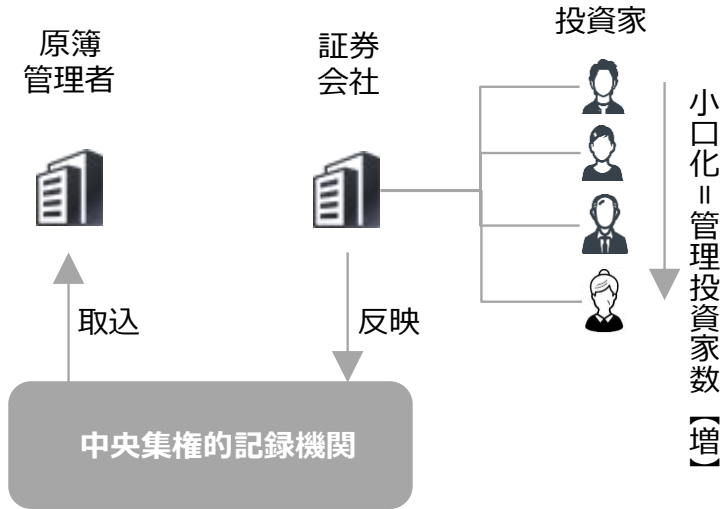 原簿
管理者
証券
会社
投資家
小口化＝管理投資家数【増】
取込
反映
中央集権的記録機関